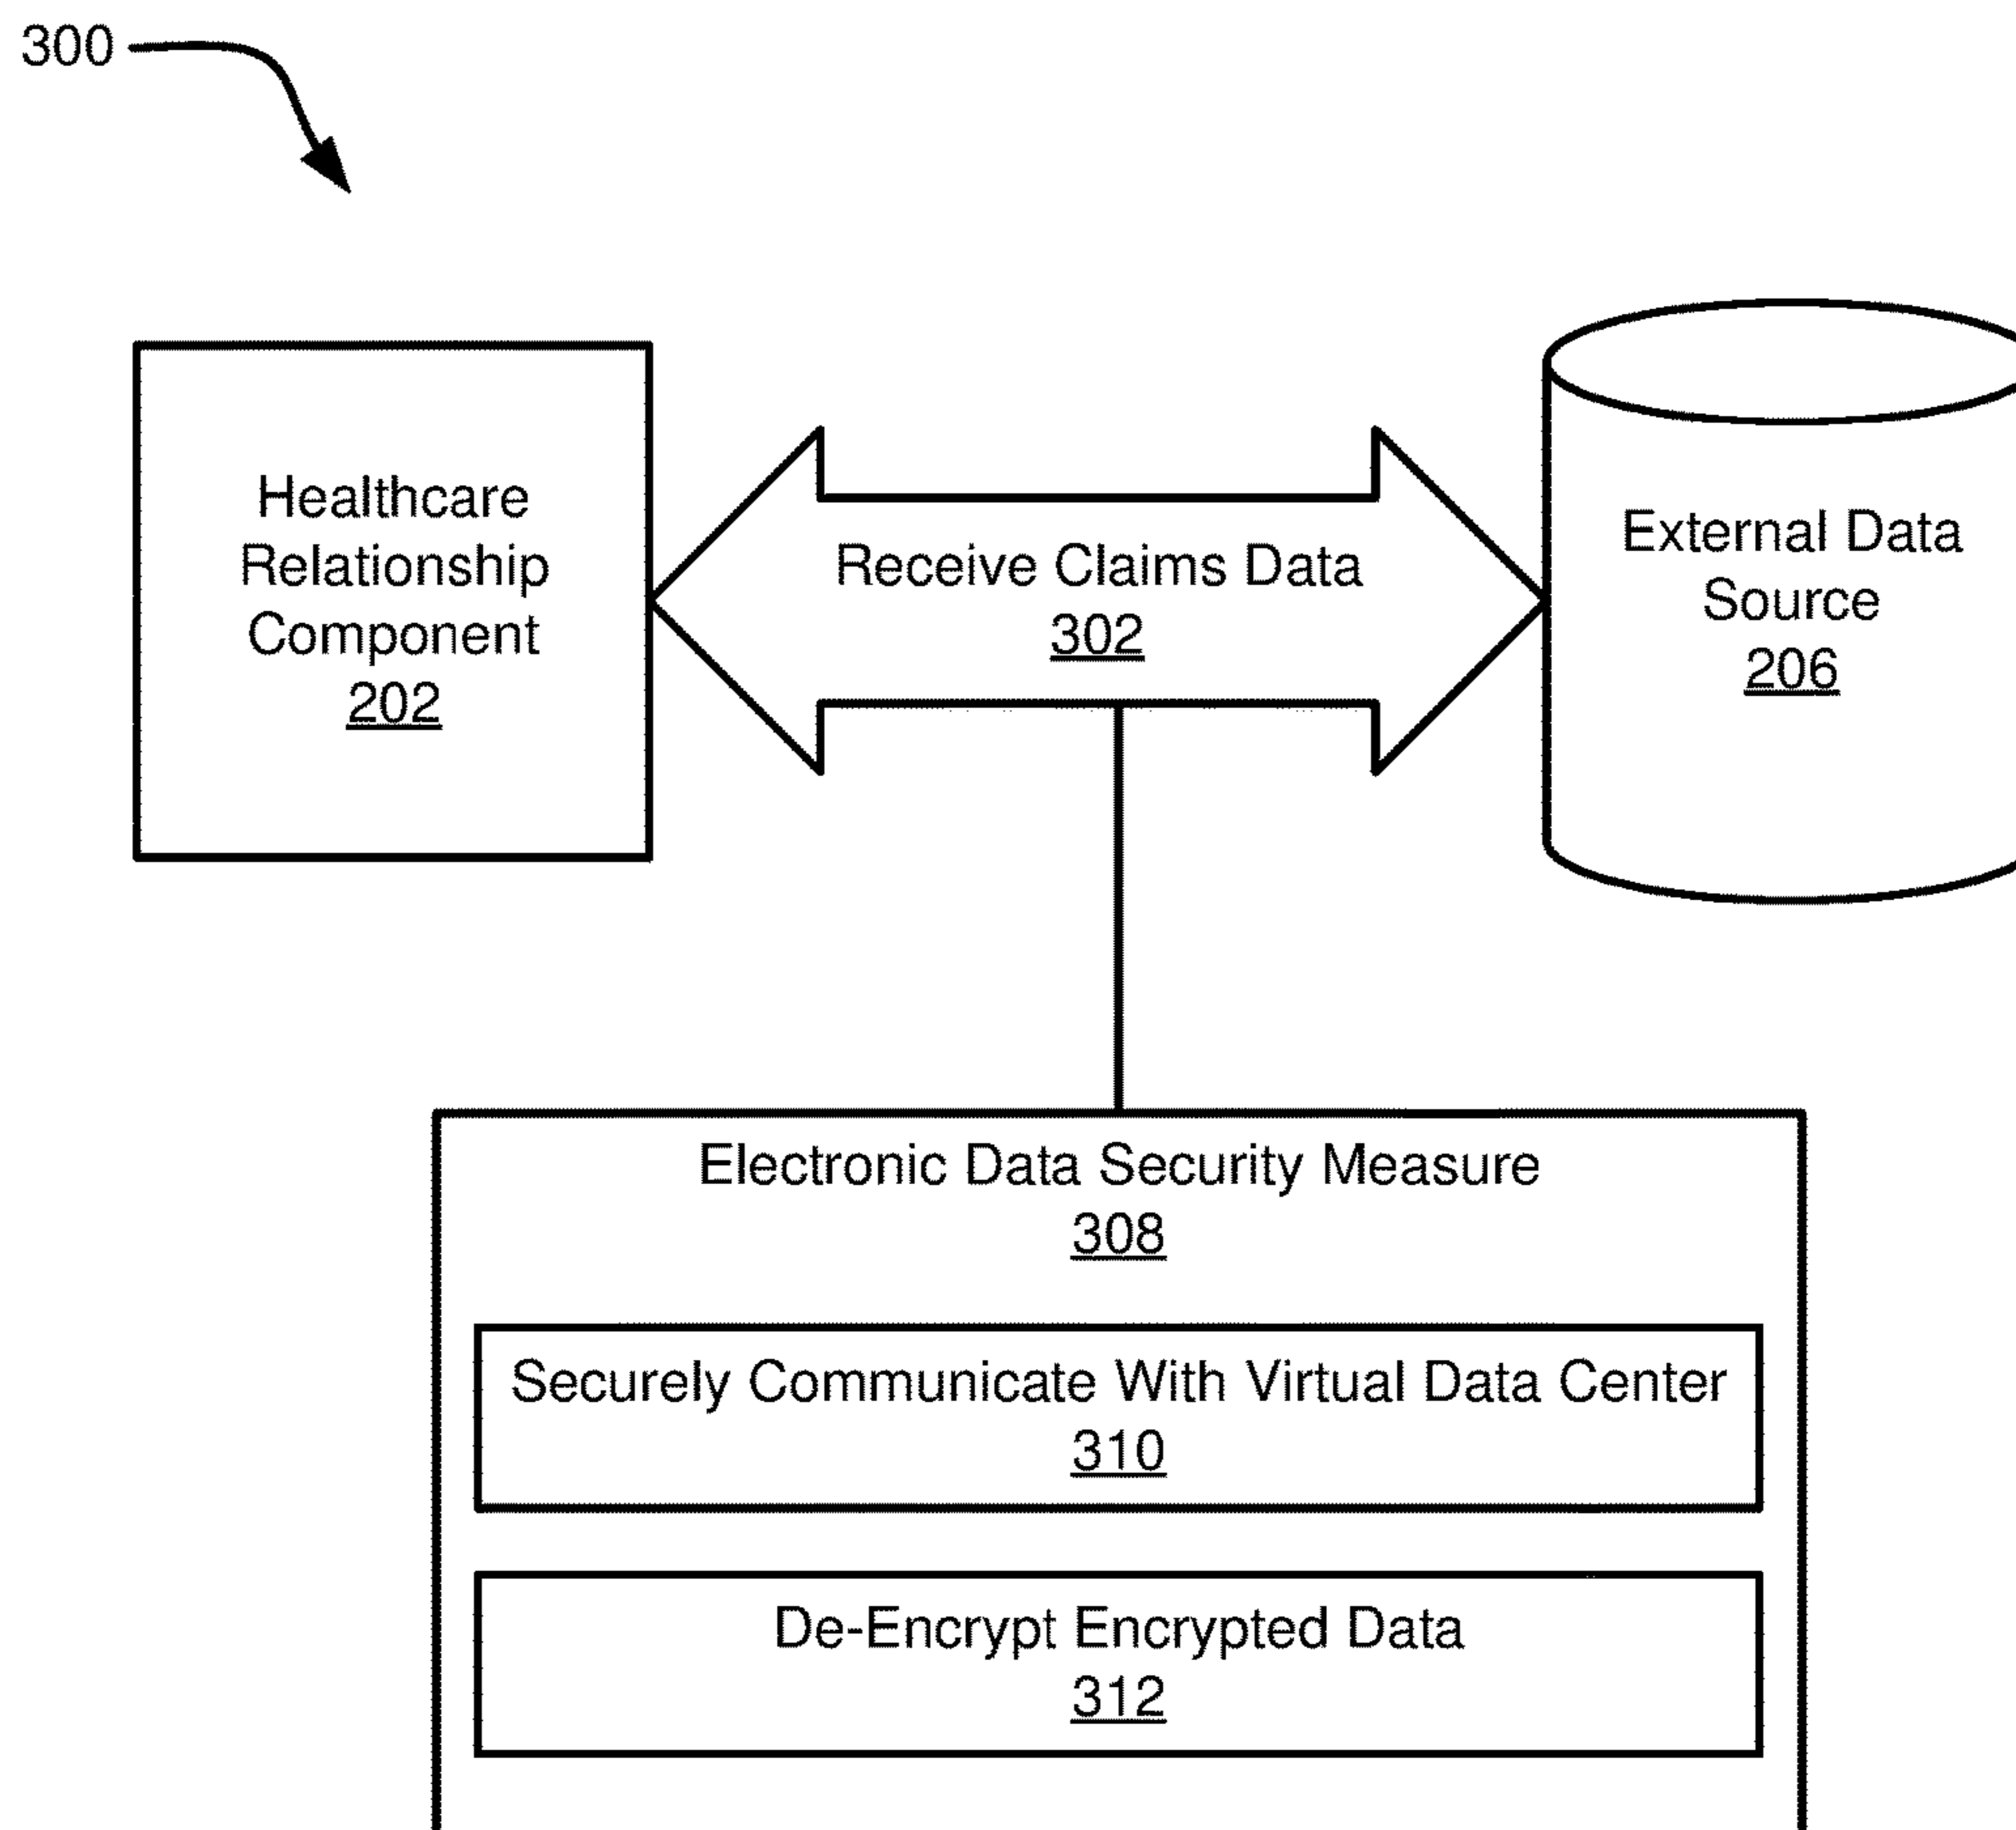 300
Healthcare
Relationship
Component
202
Receive Claims Data
302
External Data
Source
206
Electronic Data Security Measure
308
Securely Communicate With Virtual Data Center
310
De-Encrypt Encrypted Data
312